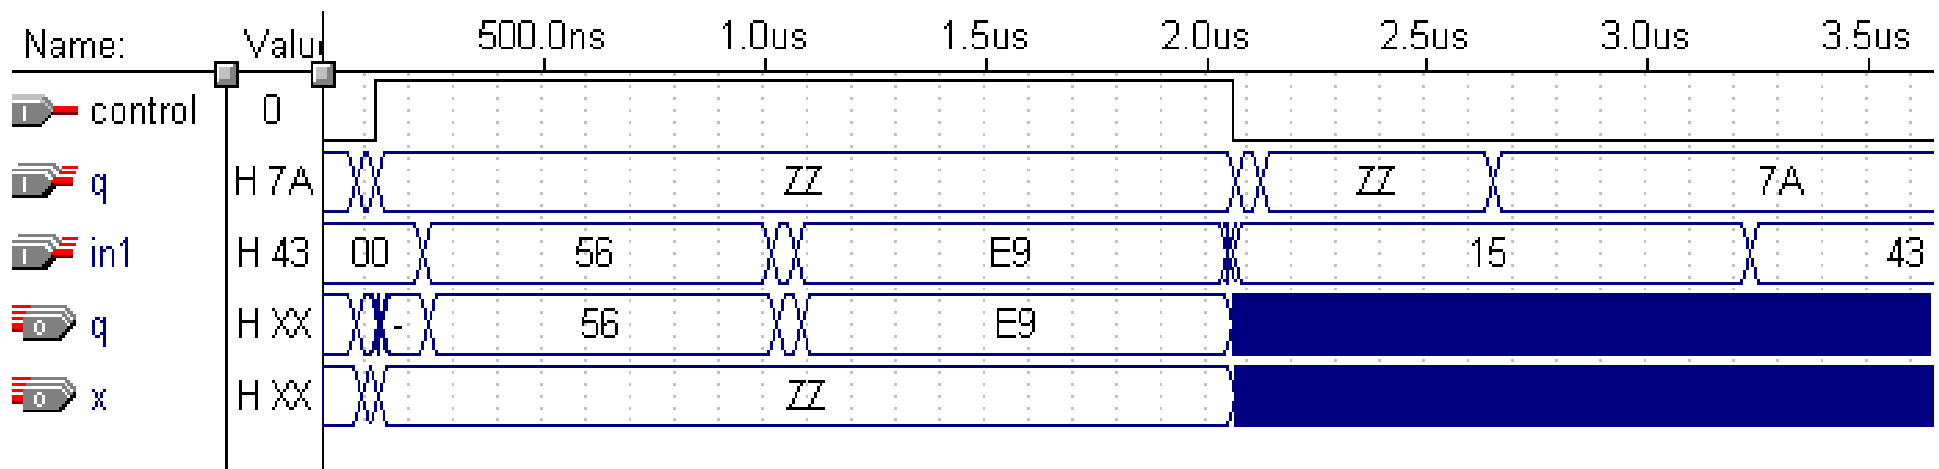 Name: Valu 500.0ns 1.0us 1.5us 2.0us 2.5us 3.0us 3.5us
I control 0
I q H 7A ZZ ZZ 7A
I in1 H 43 00 56 E9 15 43
O q H XX - 56 E9
O x H XX ZZ